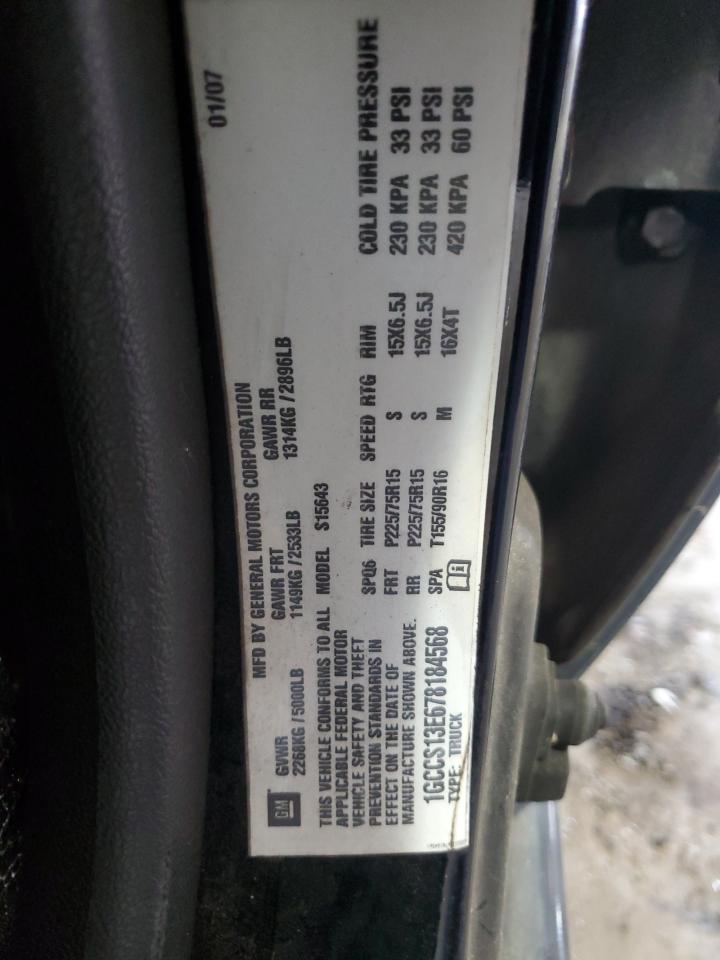 GM
MFD BY GENERAL MOTORS CORPORATION 01/07
GVWR GAWR FRT GAWR RR
2268KG/5000LB 1149KG/2533LB 1314KG/2896LB
THIS VEHICLE CONFORMS TO ALL
APPLICABLE FEDERAL MOTOR
VEHICLE SAFETY AND THEFT
PREVENTION STANDARDS IN
EFFECT ON THE DATE OF
MANUFACTURE SHOWN ABOVE.
1GCCS13E678184568
TYPE: TRUCK
MODEL S15643
SPQ6 TIRE SIZE SPEED RTG RIM COLD TIRE PRESSURE
FRT P225/75R15 S 15X6.5J 230 KPA 33 PSI
RR P225/75R15 S 15X6.5J 230 KPA 33 PSI
SPA T155/90R16 M 16X4T 420 KPA 60 PSI